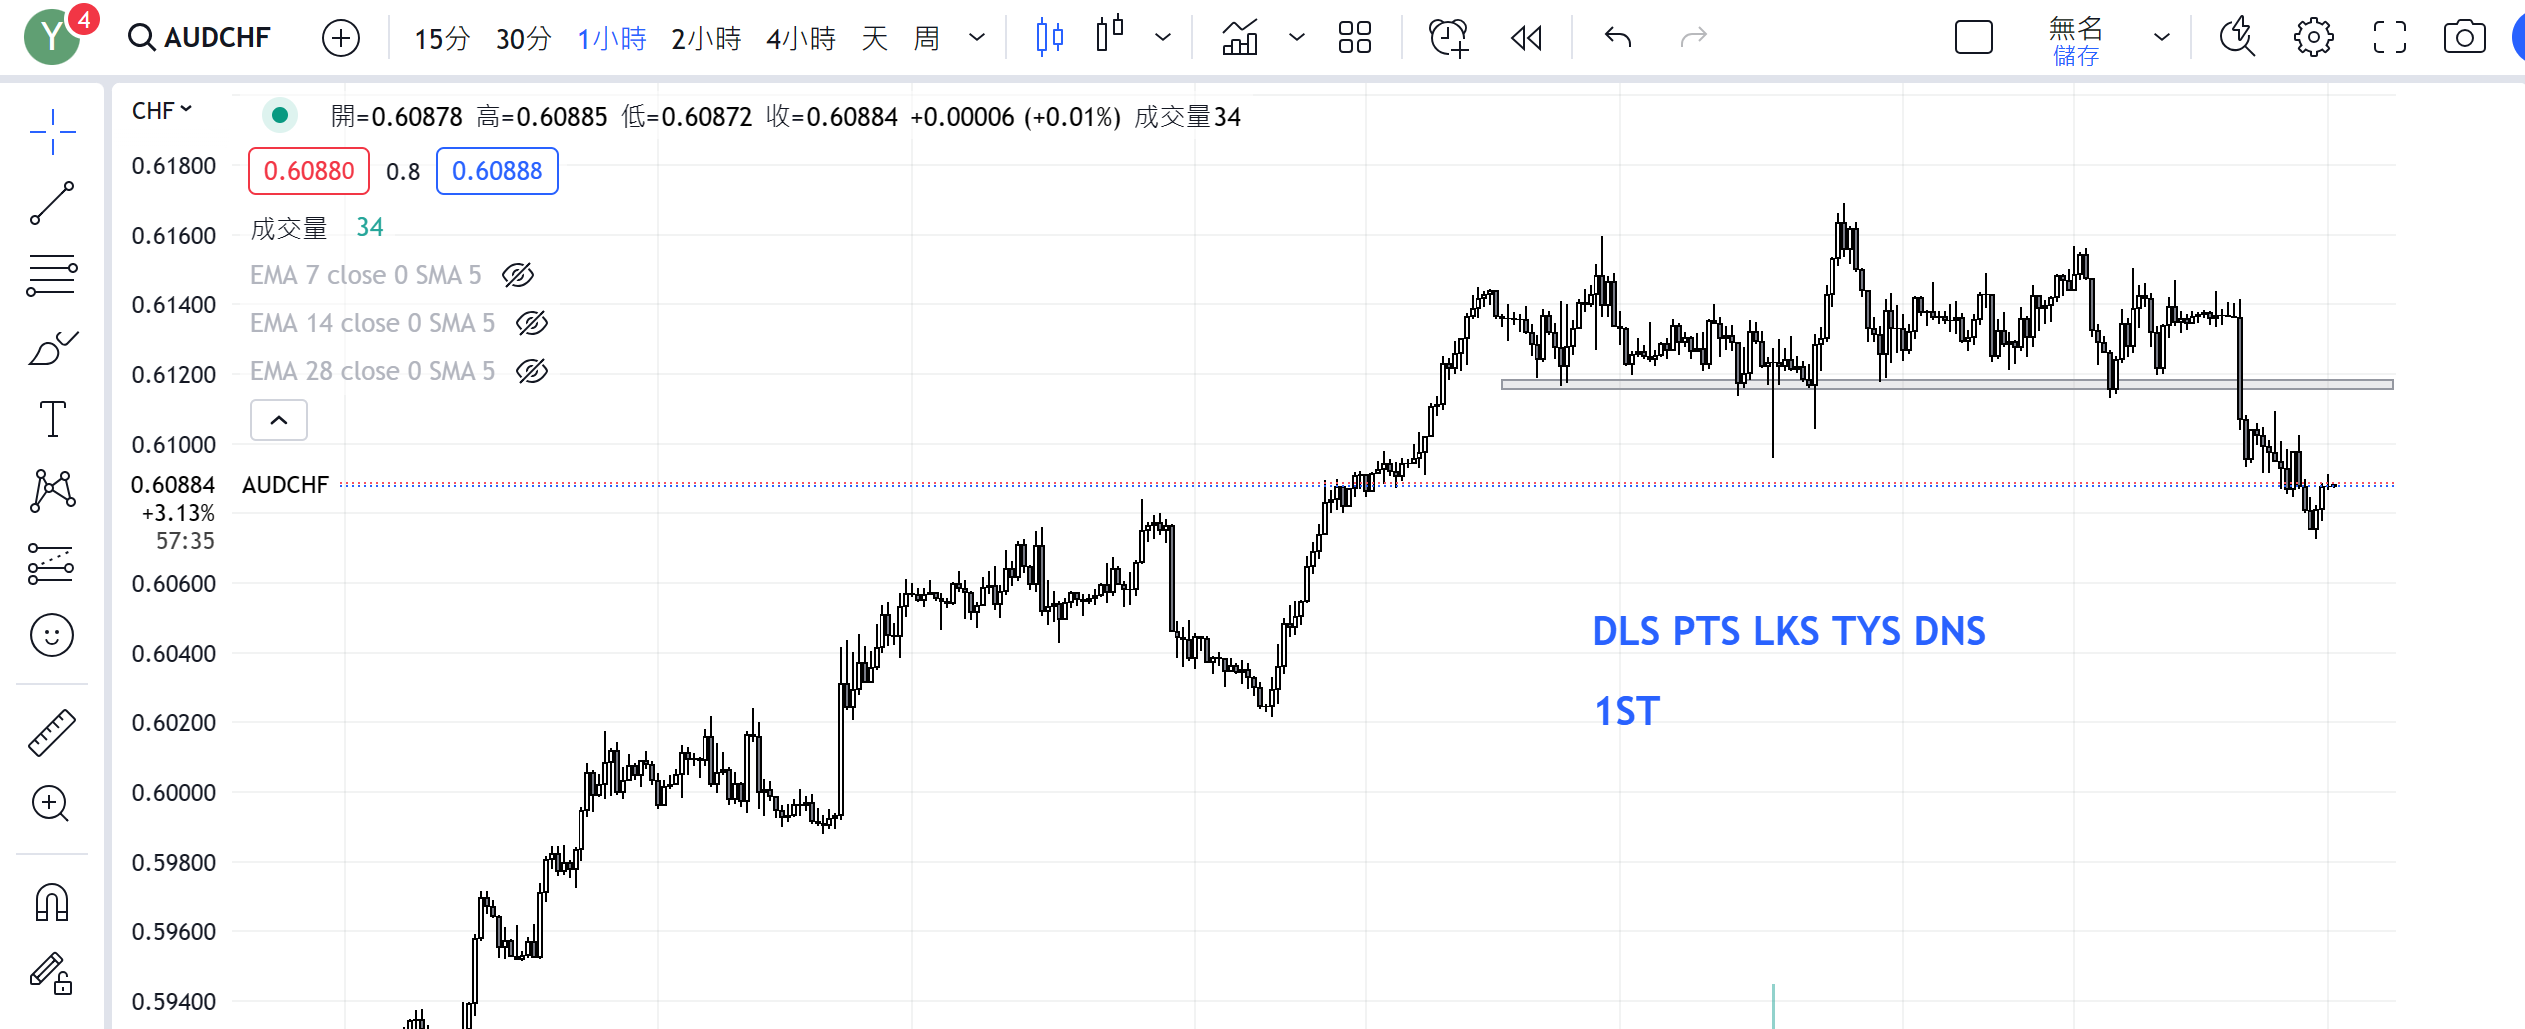 Y 4 AUDCHF 15分 30分 1小時 2小時 4小時 天 周 無名
儲存
CHF 開=0.60878 高=0.60885 低=0.60872 收=0.60884 +0.00006 (+0.01%) 成交量34
0.60880 0.8 0.60888
成交量 34
EMA 7 close 0 SMA 5
EMA 14 close 0 SMA 5
EMA 28 close 0 SMA 5
0.61800
0.61600
0.61400
0.61200
0.61000
0.60884 AUDCHF
+3.13%
57:35
0.60600
0.60400
0.60200
0.60000
0.59800
0.59600
0.59400
DLS PTS LKS TYS DNS
1ST